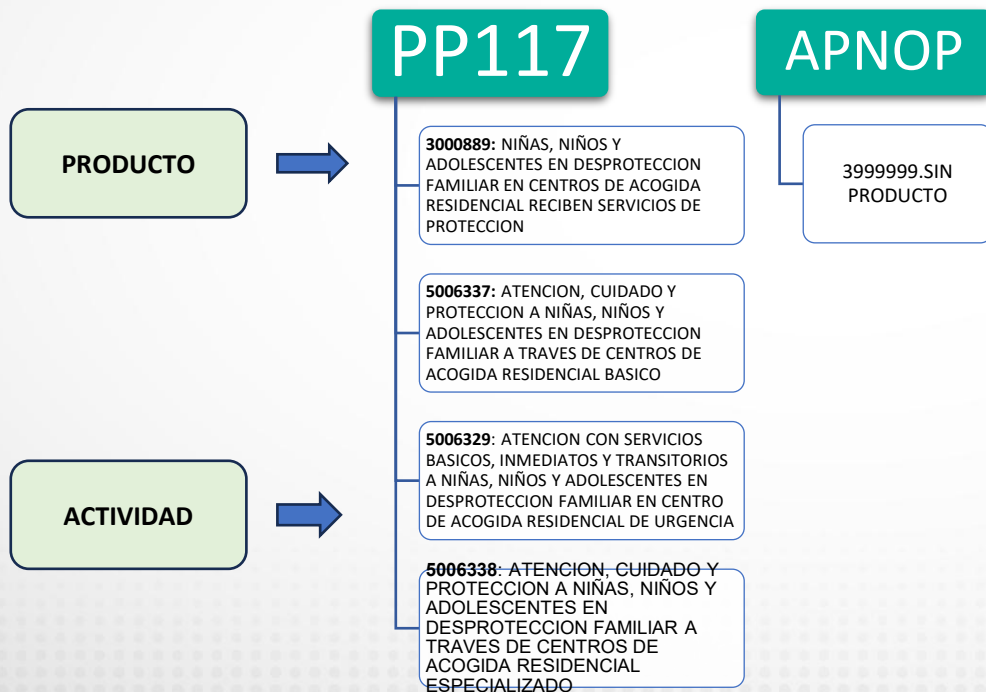 PP117
APNOP
PRODUCTO
3000889: NIÑAS, NIÑOS Y
ADOLESCENTES EN DESPROTECCION
FAMILIAR EN CENTROS DE ACOGIDA
RESIDENCIAL RECIBEN SERVICIOS DE
PROTECCION
3999999.SIN
PRODUCTO
5006337: ATENCION, CUIDADO Y
PROTECCION A NIÑAS, NIÑOS Y
ADOLESCENTES EN DESPROTECCION
FAMILIAR A TRAVES DE CENTROS DE
ACOGIDA RESIDENCIAL BASICO
ACTIVIDAD
5006329: ATENCION CON SERVICIOS
BASICOS, INMEDIATOS Y TRANSITORIOS
A NIÑAS, NIÑOS Y ADOLESCENTES EN
DESPROTECCION FAMILIAR EN CENTRO
DE ACOGIDA RESIDENCIAL DE URGENCIA
5006338: ATENCION, CUIDADO Y
PROTECCION A NIÑAS, NIÑOS Y
ADOLESCENTES EN
DESPROTECCION FAMILIAR A
TRAVES DE CENTROS DE
ACOGIDA RESIDENCIAL
ESPECIALIZADO